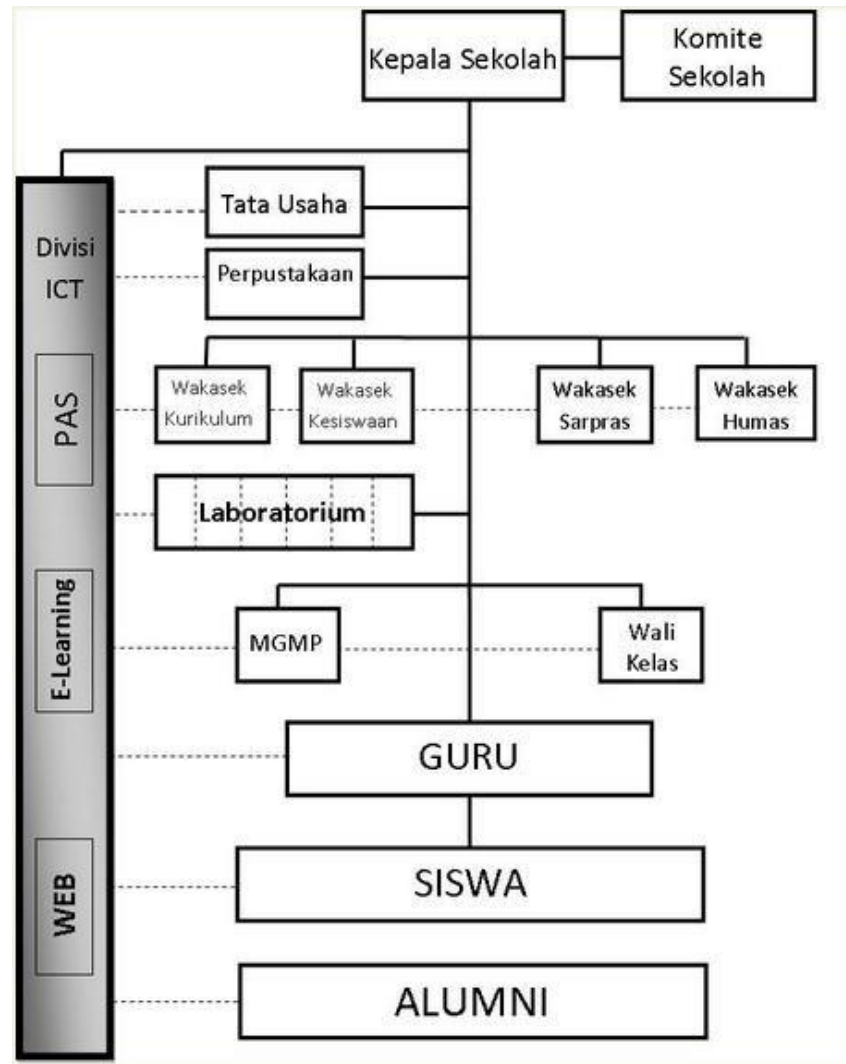 Kepala Sekolah
Komite
Sekolah
Tata Usaha
Divisi
ICT
Perpustakaan
PAS
Wakasek
Kurikulum
Wakasek
Kesiswaan
Wakasek
Sarpras
Wakasek
Humas
Laboratorium
E-Learning
MGMP
Wali
Kelas
GURU
WEB
SISWA
ALUMNI